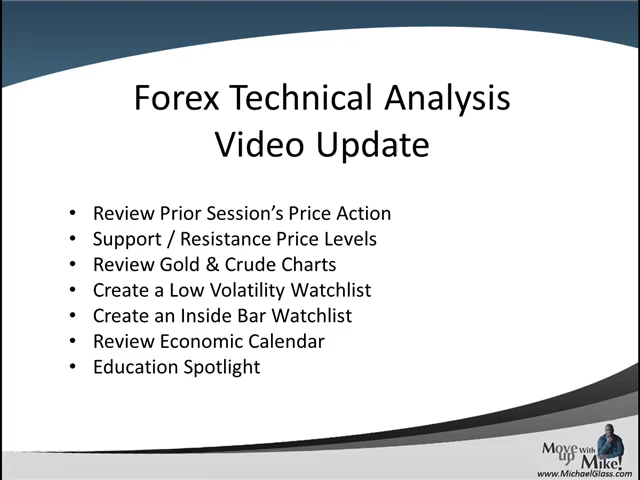 Forex Technical Analysis
Video Update
• Review Prior Session's Price Action
• Support / Resistance Price Levels
• Review Gold & Crude Charts
• Create a Low Volatility Watchlist
• Create an Inside Bar Watchlist
• Review Economic Calendar
• Education Spotlight
Move up With Mike!
www.MichaelGlass.com